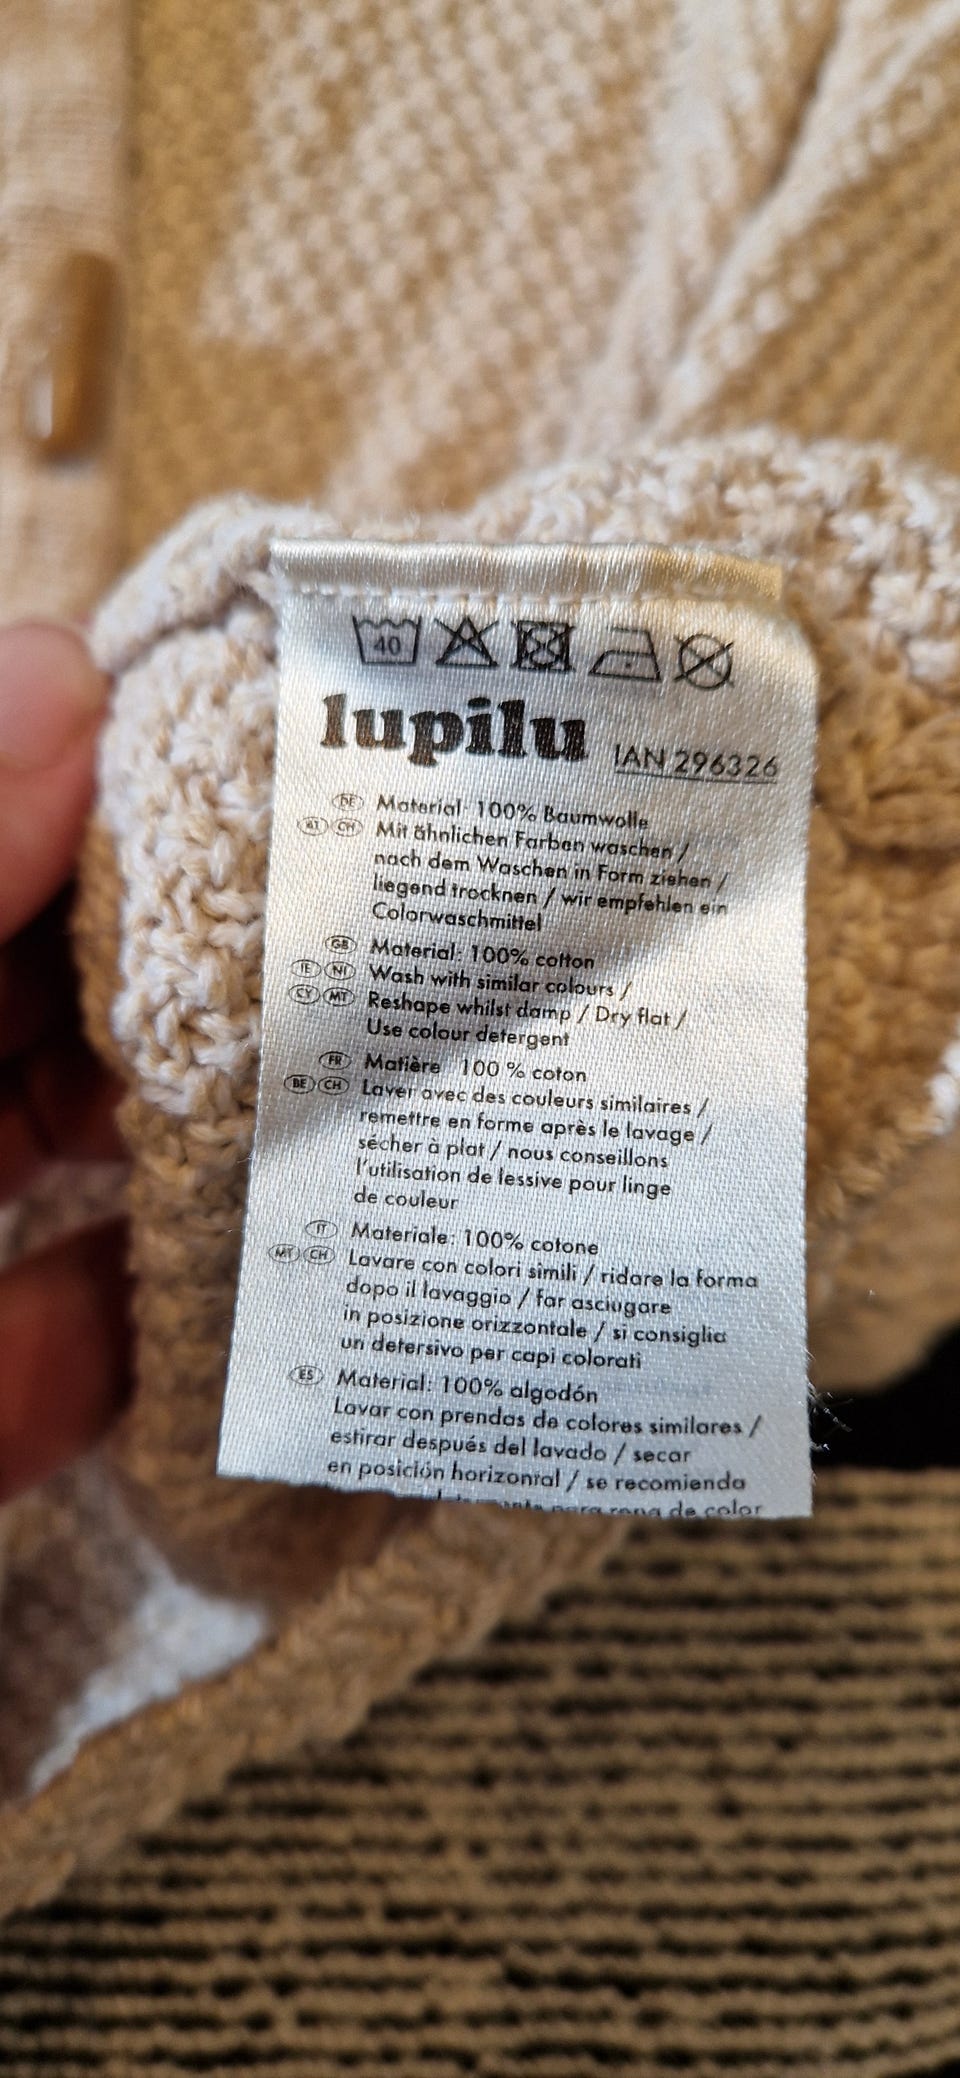 40
lupilu IAN 296326
DE Material: 100% Baumwolle
AT CH Mit ähnlichen Farben waschen /
nach dem Waschen in Form ziehen /
liegend trocknen / wir empfehlen ein
Colorwaschmittel
GB Material: 100% cotton
IE NI Wash with similar colours /
CY MT Reshape whilst damp / Dry flat /
Use colour detergent
FR Matière 100 % coton
BE CH Laver avec des couleurs similaires /
remettre en forme après le lavage /
sécher à plat / nous conseillons
l'utilisation de lessive pour linge
de couleur
IT Materiale: 100% cotone
MT CH Lavare con colori simili / ridare la forma
dopo il lavaggio / far asciugare
in posizione orizzontale / si consiglia
un detersivo per capi colorati
ES Material: 100% algodón
Lavar con prendas de colores similares /
estirar después del lavado / secar
en posición horizontal / se recomienda
para ropa de color